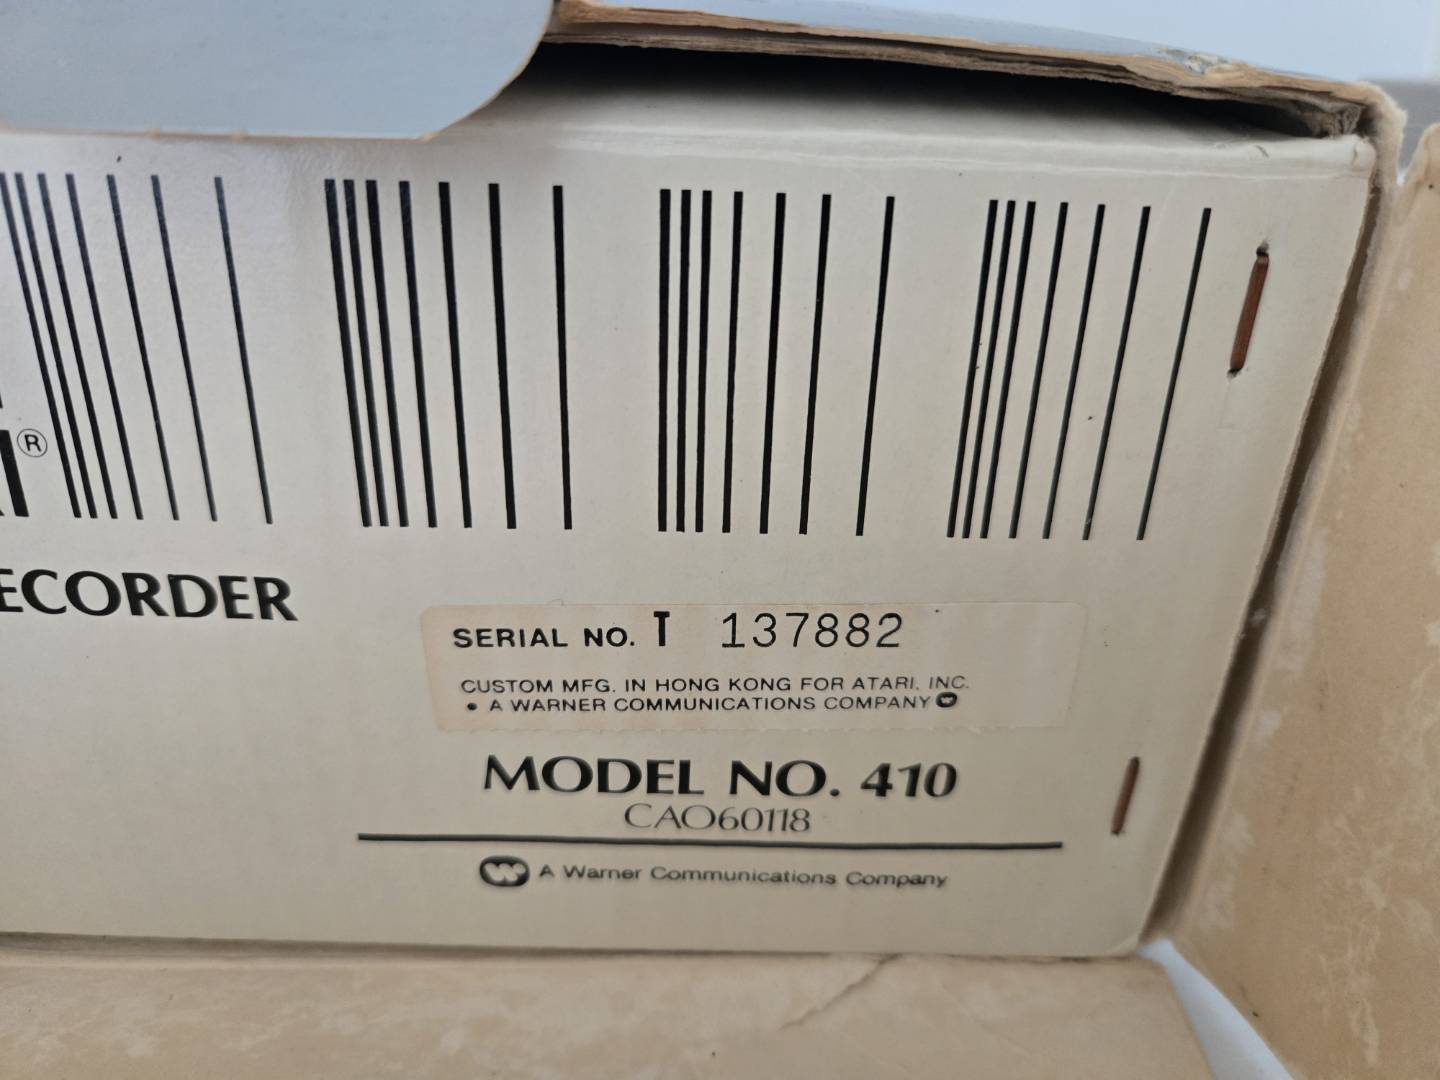 ®
ECORDER
SERIAL NO. T 137882
CUSTOM MFG. IN HONG KONG FOR ATARI, INC.
• A WARNER COMMUNICATIONS COMPANY
MODEL NO. 410
CAO60118
A Warner Communications Company